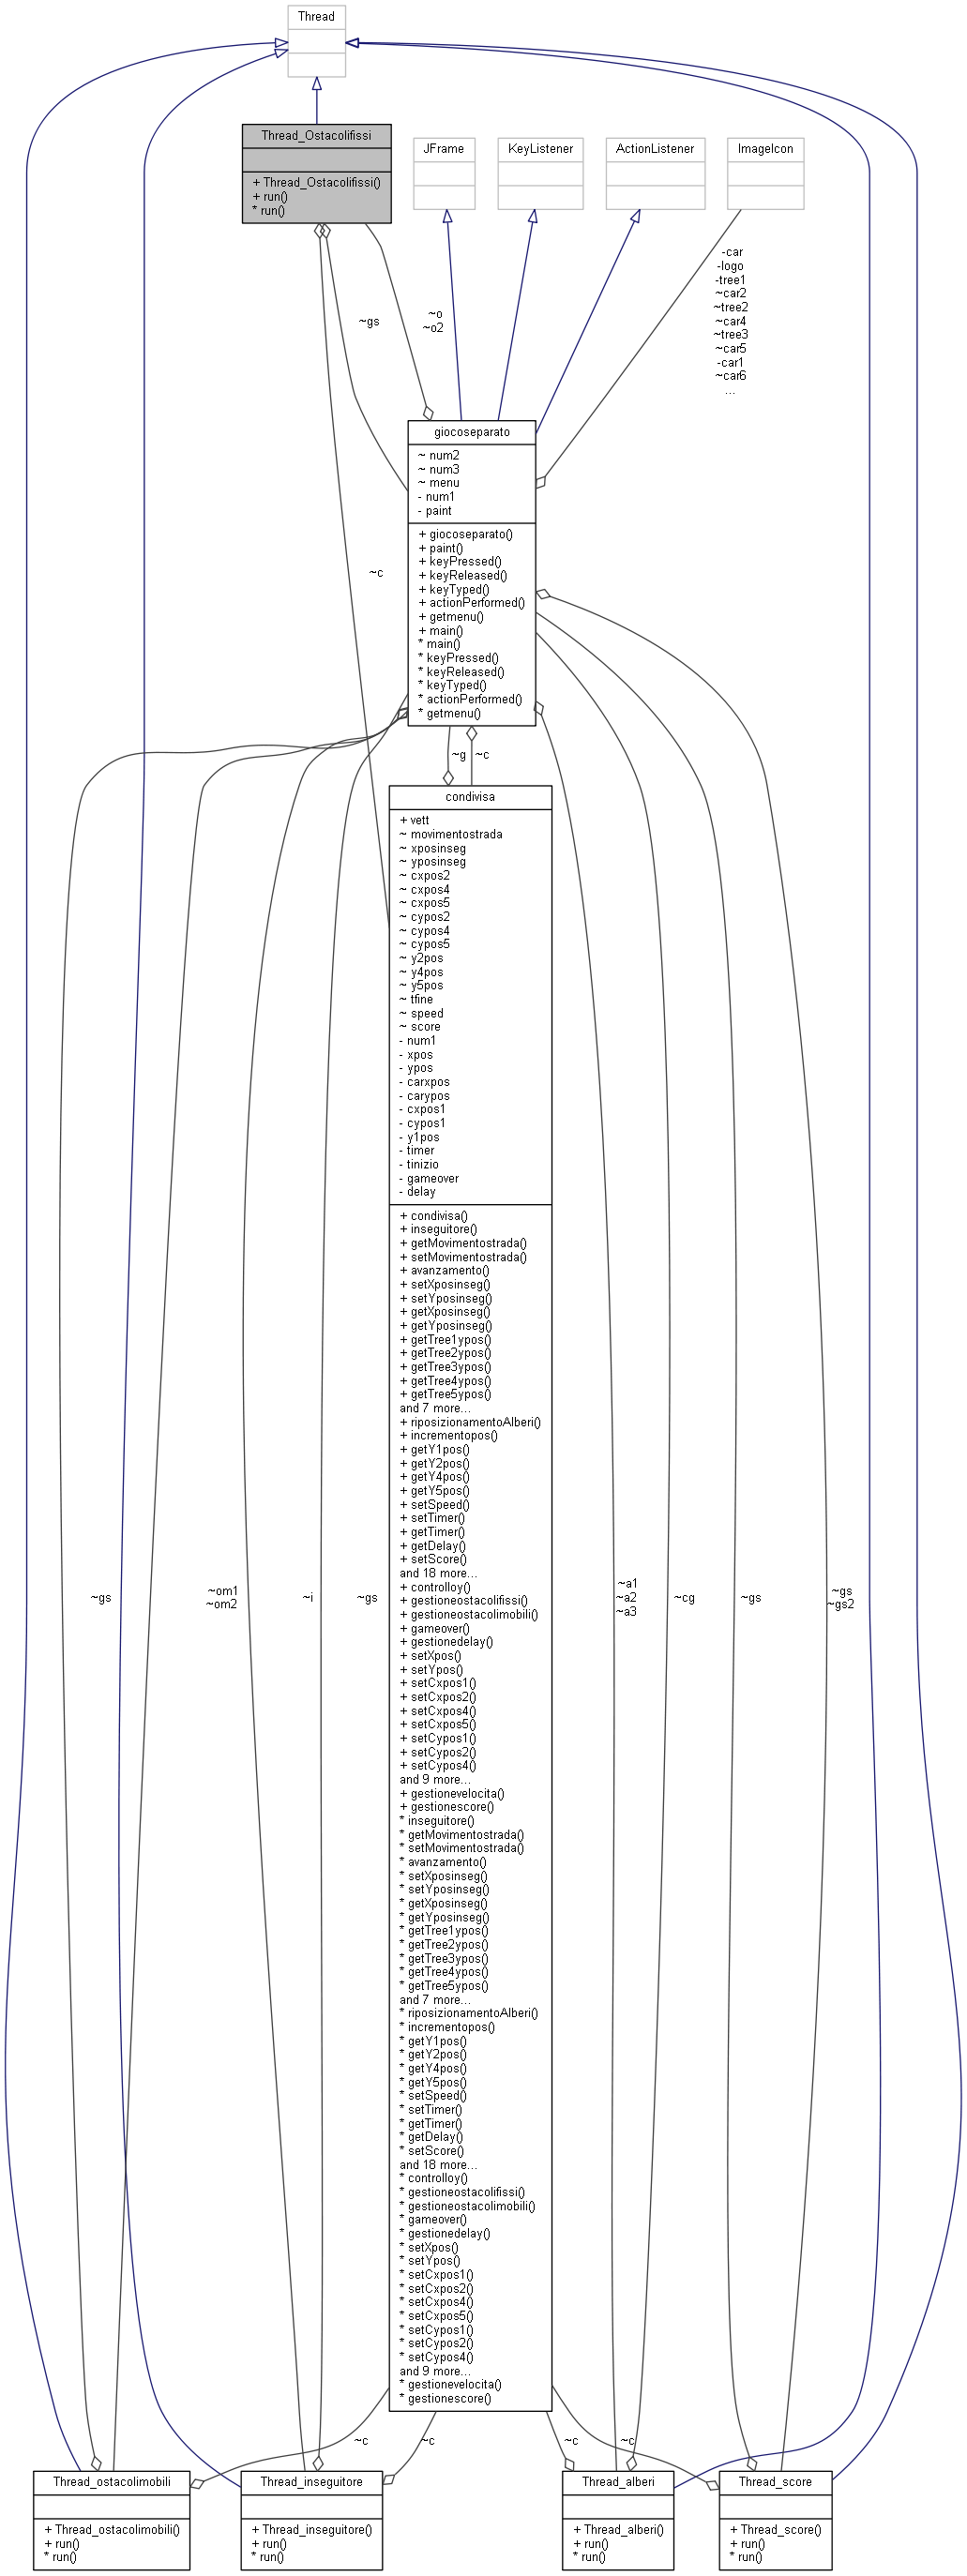 Thread
Thread_Ostacolifissi
+ Thread_Ostacolifissi()
+ run()
* run()
JFrame
KeyListener
ActionListener
ImageIcon
-car
-logo
-tree1
~car2
~tree2
~car4
~tree3
~car5
-car1
~car6
...
~gs
~o
~o2
~c
giocoseparato
~ num2
~ num3
~ menu
- num1
- paint
+ giocoseparato()
+ paint()
+ keyPressed()
+ keyReleased()
+ keyTyped()
+ actionPerformed()
+ getmenu()
+ main()
* main()
* keyPressed()
* keyReleased()
* keyTyped()
* actionPerformed()
* getmenu()
~g
~c
condivisa
+ vett
~ movimentostrada
~ xposinseg
~ yposinseg
~ cxpos2
~ cxpos4
~ cxpos5
~ cypos2
~ cypos4
~ cypos5
~ y2pos
~ y4pos
~ y5pos
~ tfine
~ speed
~ score
- num1
- xpos
- ypos
- carxpos
- carypos
- cxpos1
- cypos1
- y1pos
- timer
- tinizio
- gameover
- delay
+ condivisa()
+ inseguitore()
+ getMovimentostrada()
+ setMovimentostrada()
+ avanzamento()
+ setXposinseg()
+ setYposinseg()
+ getXposinseg()
+ getYposinseg()
+ getTree1ypos()
+ getTree2ypos()
+ getTree3ypos()
+ getTree4ypos()
+ getTree5ypos()
and 7 more...
+ riposizionamentoAlberi()
+ incrementopos()
+ getY1pos()
+ getY2pos()
+ getY4pos()
+ getY5pos()
+ setSpeed()
+ setTimer()
+ getTimer()
+ getDelay()
+ setScore()
and 18 more...
+ controlloy()
+ gestioneostacolifissi()
+ gestioneostacolimobili()
+ gameover()
+ gestionedelay()
+ setXpos()
+ setYpos()
+ setCxpos1()
+ setCxpos2()
+ setCxpos4()
+ setCxpos5()
+ setCypos1()
+ setCypos2()
+ setCypos4()
and 9 more...
+ gestionevelocita()
+ gestionescore()
* inseguitore()
* getMovimentostrada()
* setMovimentostrada()
* avanzamento()
* setXposinseg()
* setYposinseg()
* getXposinseg()
* getYposinseg()
* getTree1ypos()
* getTree2ypos()
* getTree3ypos()
* getTree4ypos()
* getTree5ypos()
and 7 more...
* riposizionamentoAlberi()
* incrementopos()
* getY1pos()
* getY2pos()
* getY4pos()
* getY5pos()
* setSpeed()
* setTimer()
* getTimer()
* getDelay()
* setScore()
and 18 more...
* controlloy()
* gestioneostacolifissi()
* gestioneostacolimobili()
* gameover()
* gestionedelay()
* setXpos()
* setYpos()
* setCxpos1()
* setCxpos2()
* setCxpos4()
* setCxpos5()
* setCypos1()
* setCypos2()
* setCypos4()
and 9 more...
* gestionevelocita()
* gestionescore()
~gs
~om1
~om2
~i
~gs
~a1
~a2
~a3
~cg
~gs
~gs
~gs2
~c
~c
~c
~c
Thread_ostacolimobili
+ Thread_ostacolimobili()
+ run()
* run()
Thread_inseguitore
+ Thread_inseguitore()
+ run()
* run()
Thread_alberi
+ Thread_alberi()
+ run()
* run()
Thread_score
+ Thread_score()
+ run()
* run()